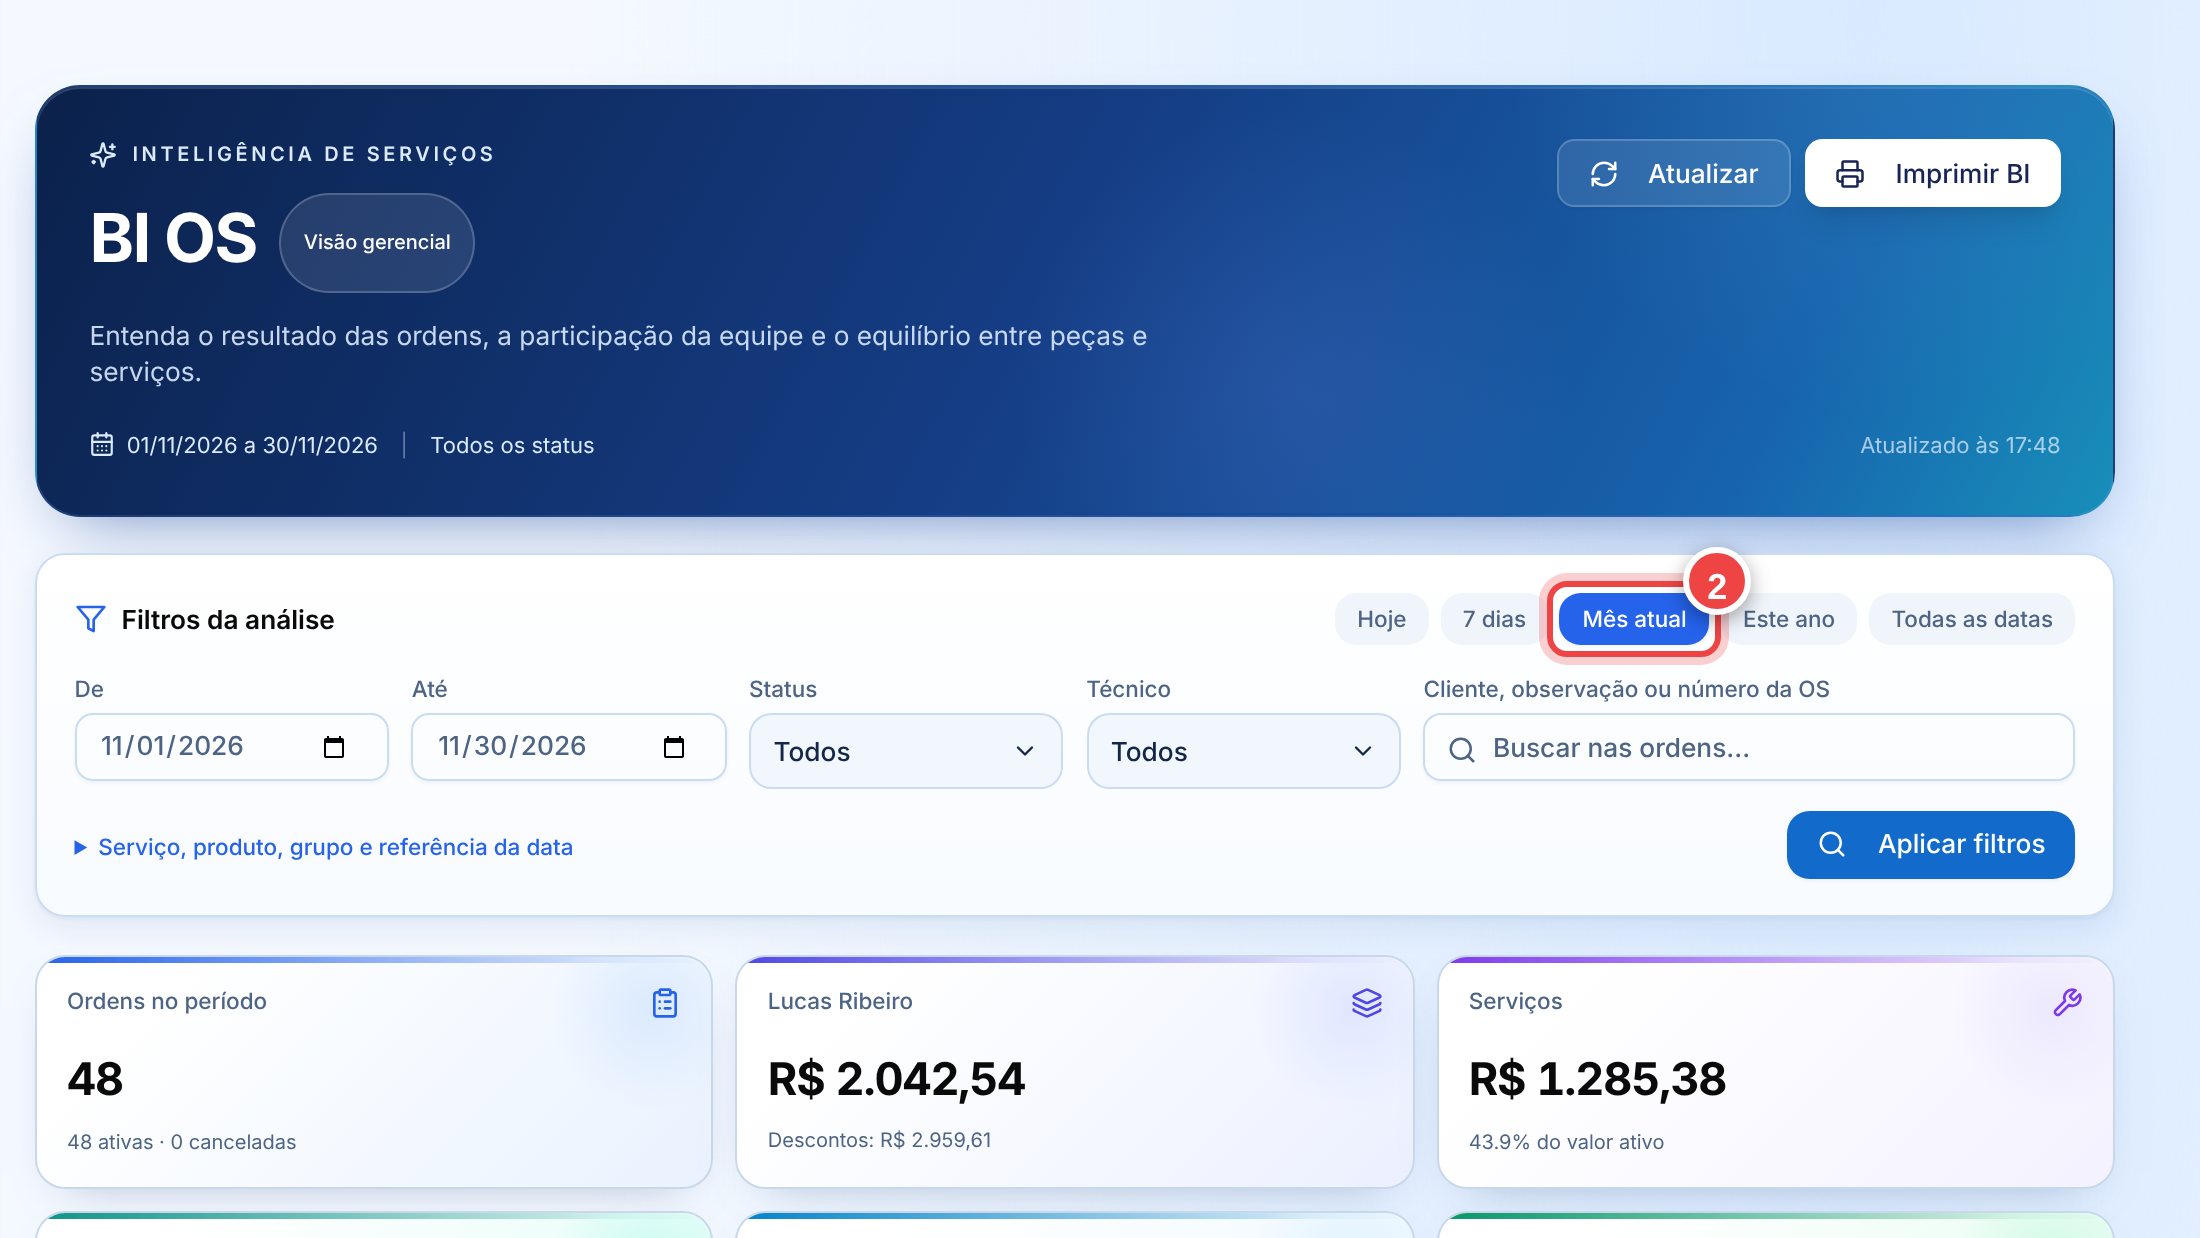 INTELIGÊNCIA DE SERVIÇOS
BI OS
Visão gerencial
Atualizar
Imprimir BI
Entenda o resultado das ordens, a participação da equipe e o equilíbrio entre peças e
serviços.
01/11/2026 a 30/11/2026
Todos os status
Atualizado às 17:48
Filtros da análise
Hoje
7 dias
Mês atual
2
Este ano
Todas as datas
De
Até
Status
Técnico
Cliente, observação ou número da OS
11/01/2026
11/30/2026
Todos
Todos
Buscar nas ordens...
Serviço, produto, grupo e referência da data
Aplicar filtros
Ordens no período
48
48 ativas · 0 canceladas
Lucas Ribeiro
R$ 2.042,54
Descontos: R$ 2.959,61
Serviços
R$ 1.285,38
43.9% do valor ativo